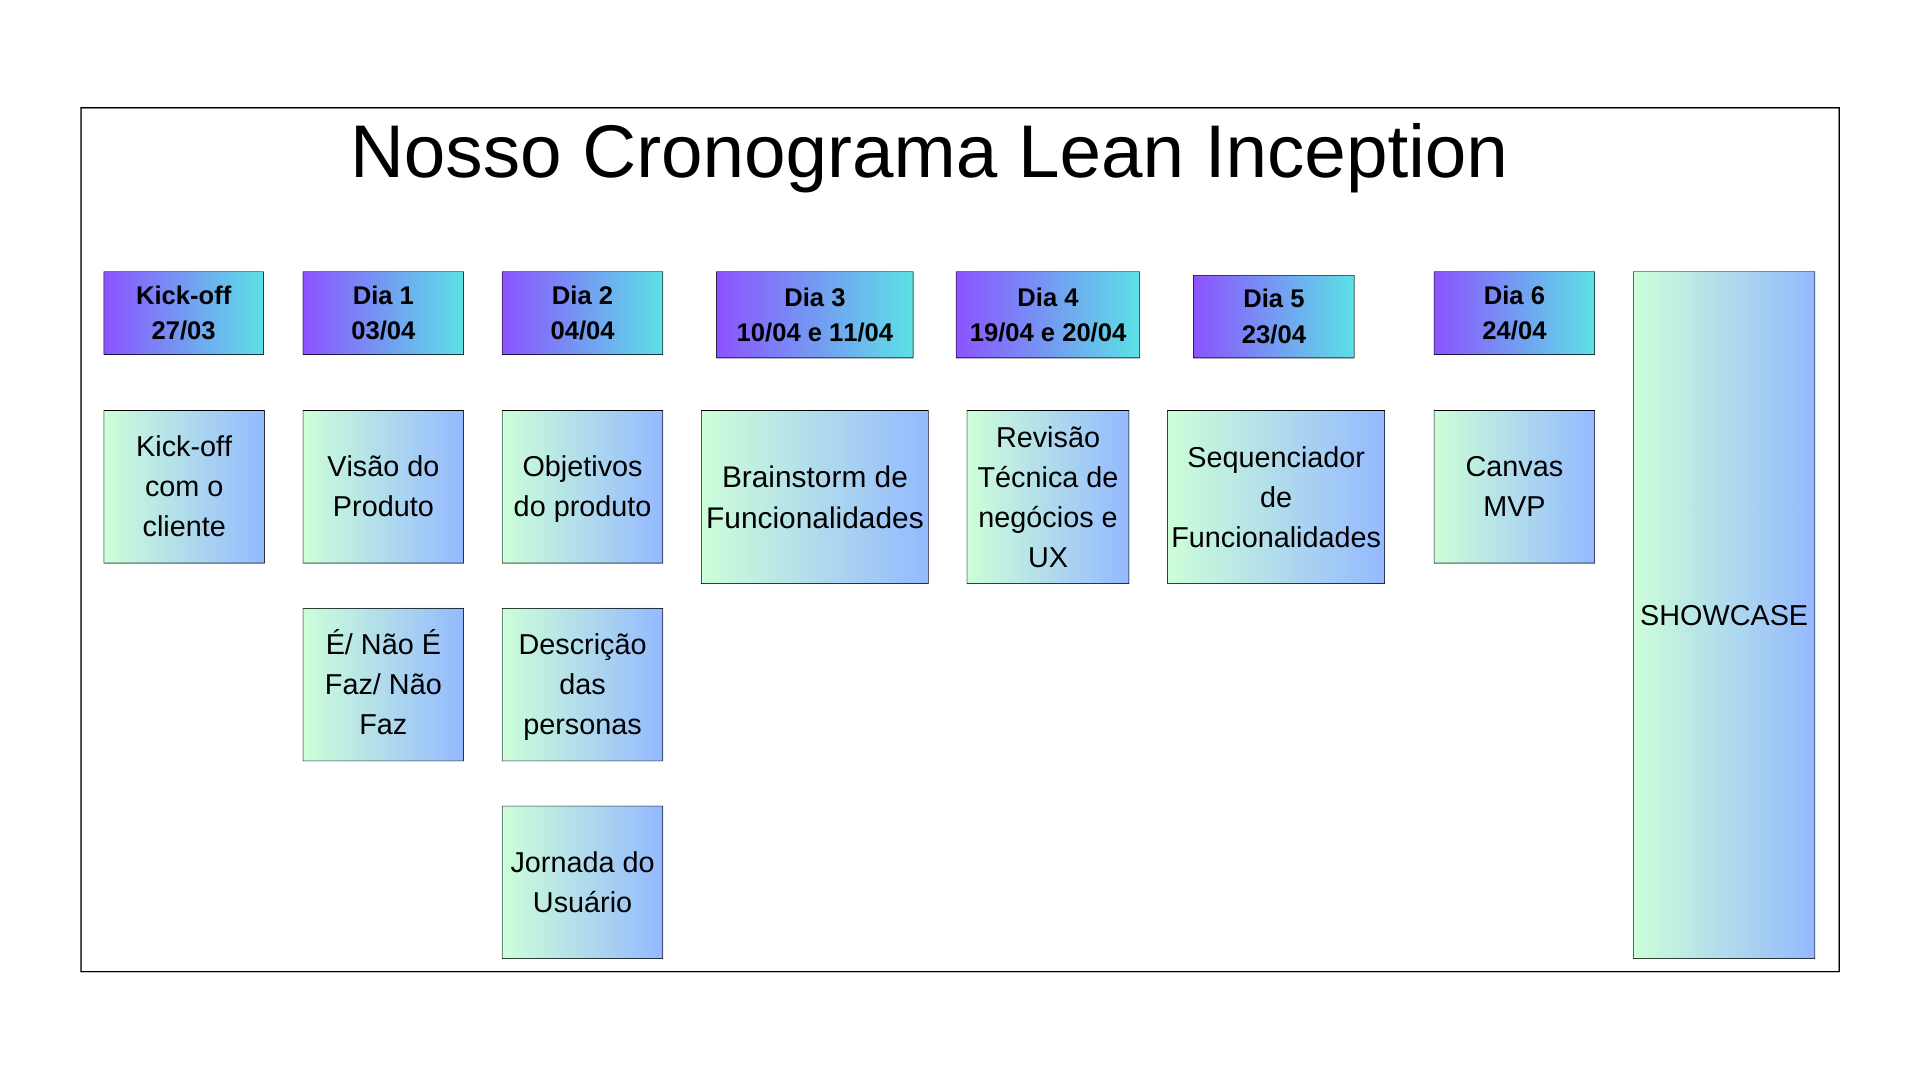 Nosso Cronograma Lean Inception
Kick-off
27/03
Dia 1
03/04
Dia 2
04/04
Dia 3
10/04 e 11/04
Dia 4
19/04 e 20/04
Dia 5
23/04
Dia 6
24/04
Kick-off
com o
cliente
Visão do
Produto
Objetivos
do produto
Brainstorm de
Funcionalidades
Revisão
Técnica de
negócios e
UX
Sequenciador
de
Funcionalidades
Canvas
MVP
SHOWCASE
É/ Não É
Faz/ Não
Faz
Descrição
das
personas
Jornada do
Usuário